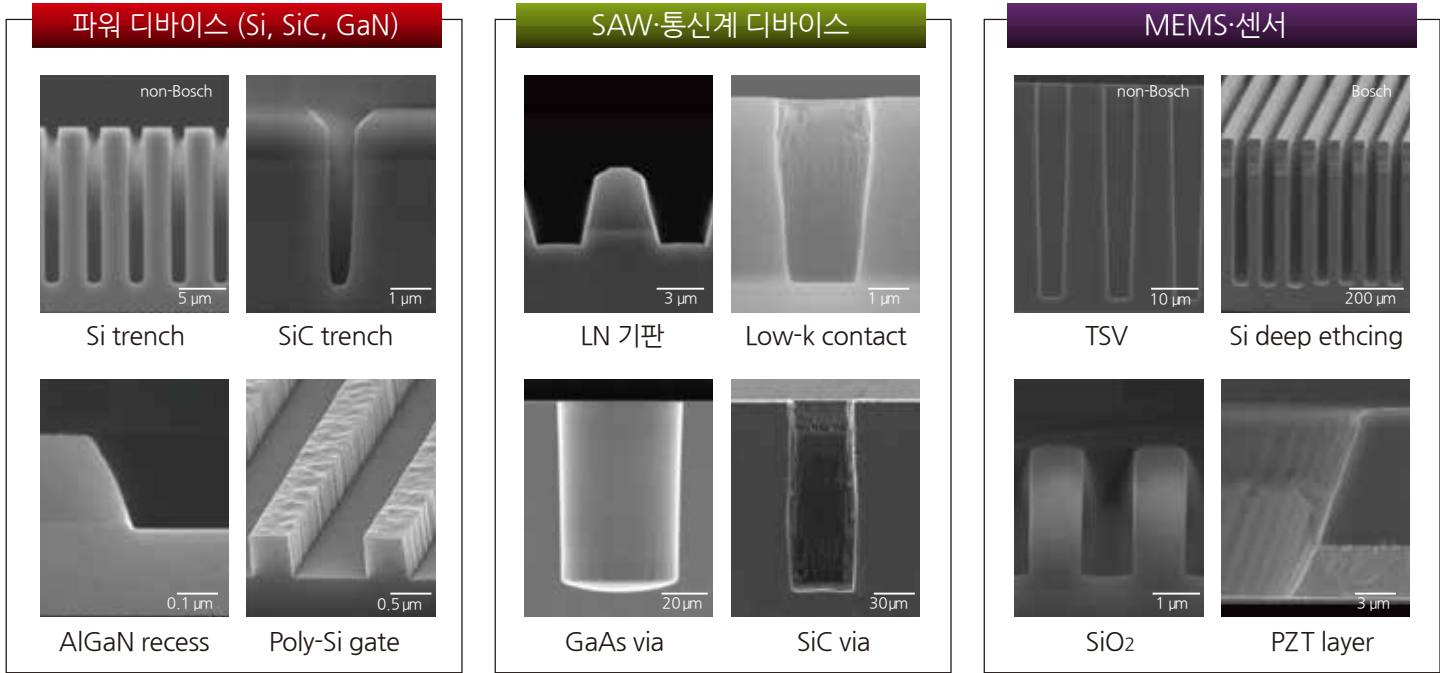 파워 디바이스 (Si, SiC, GaN)
non-Bosch
5 µm
Si trench
1 µm
SiC trench
0.1 µm
AlGaN recess
0.5 µm
Poly-Si gate
SAW·통신계 디바이스
3 µm
LN 기판
1 µm
Low-k contact
20 µm
GaAs via
30 µm
SiC via
MEMS·센서
non-Bosch
10 µm
TSV
Bosch
200 µm
Si deep ethcing
1 µm
SiO2
3 µm
PZT layer